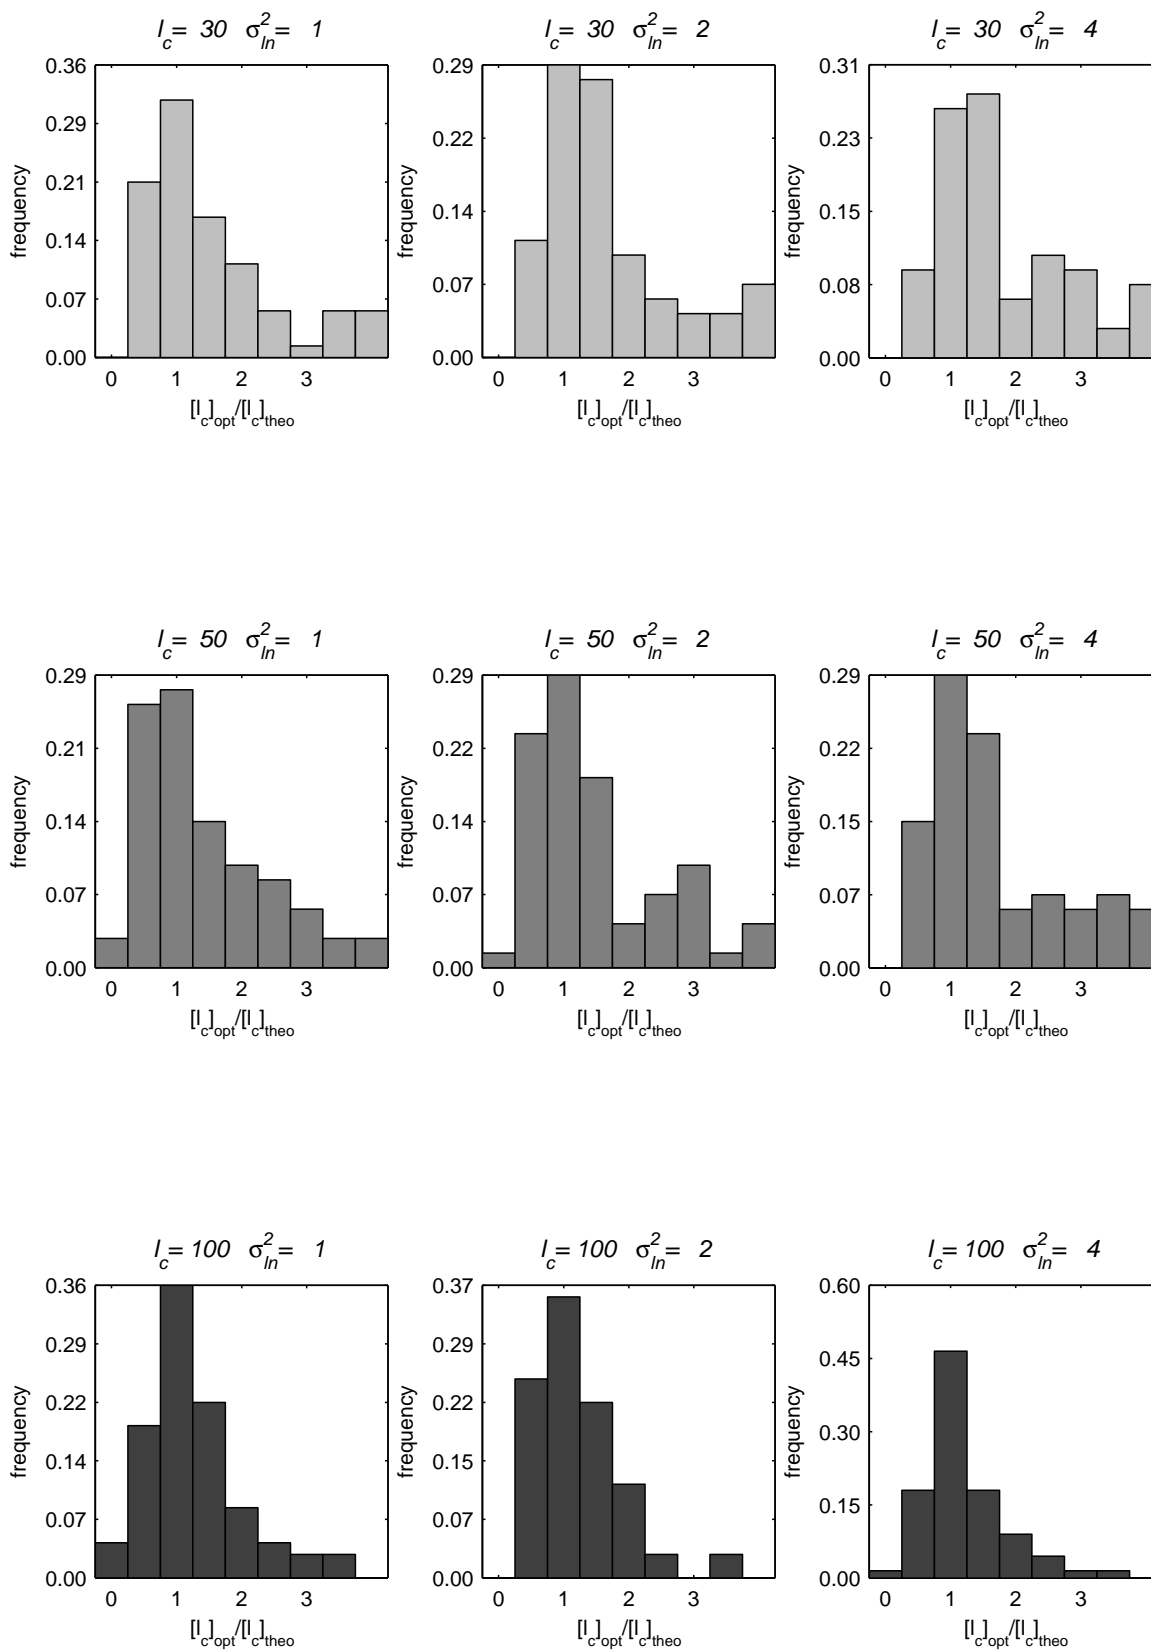 l_c= 30 σ²_ln= 1
0.36
0.29
0.21
0.14
0.07
0.00
frequency
0 1 2 3
[l_c]_opt/[l_c]_theo
l_c= 30 σ²_ln= 2
0.29
0.22
0.14
0.07
0.00
frequency
0 1 2 3
[l_c]_opt/[l_c]_theo
l_c= 30 σ²_ln= 4
0.31
0.23
0.15
0.08
0.00
frequency
0 1 2 3
[l_c]_opt/[l_c]_theo
l_c= 50 σ²_ln= 1
0.29
0.21
0.14
0.07
0.00
frequency
0 1 2 3
[l_c]_opt/[l_c]_theo
l_c= 50 σ²_ln= 2
0.29
0.22
0.14
0.07
0.00
frequency
0 1 2 3
[l_c]_opt/[l_c]_theo
l_c= 50 σ²_ln= 4
0.29
0.22
0.15
0.07
0.00
frequency
0 1 2 3
[l_c]_opt/[l_c]_theo
l_c= 100 σ²_ln= 1
0.36
0.29
0.22
0.14
0.07
0.00
frequency
0 1 2 3
[l_c]_opt/[l_c]_theo
l_c= 100 σ²_ln= 2
0.37
0.29
0.22
0.15
0.07
0.00
frequency
0 1 2 3
[l_c]_opt/[l_c]_theo
l_c= 100 σ²_ln= 4
0.60
0.45
0.30
0.15
0.00
frequency
0 1 2 3
[l_c]_opt/[l_c]_theo